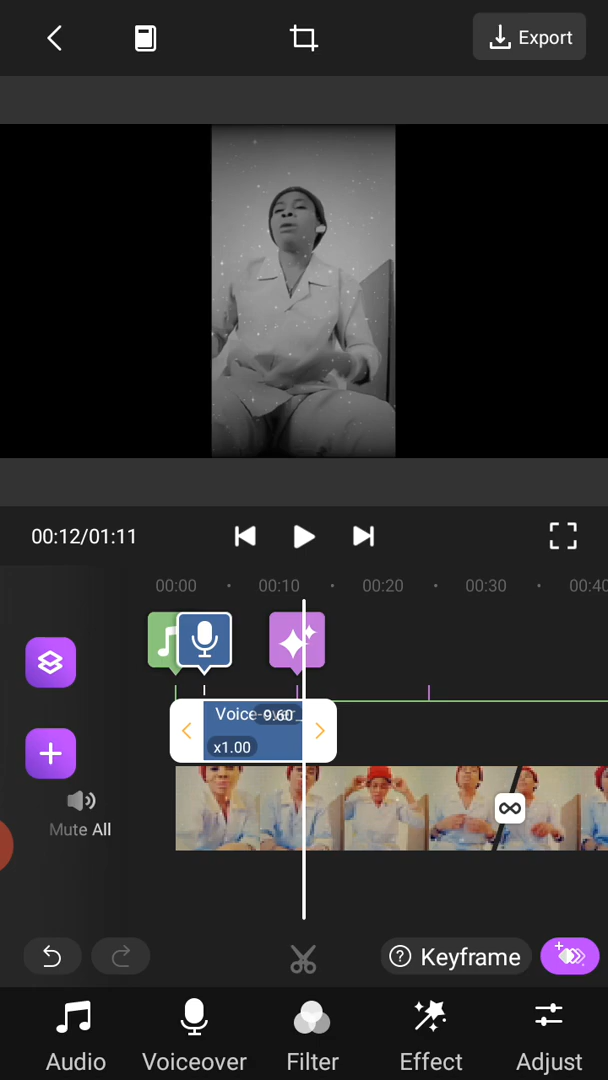 Export
00:12/01:11
00:00
00:10
00:20
00:30
00:40
Voice-over_
9.60
x1.00
Mute All
Keyframe
Audio
Voiceover
Filter
Effect
Adjust